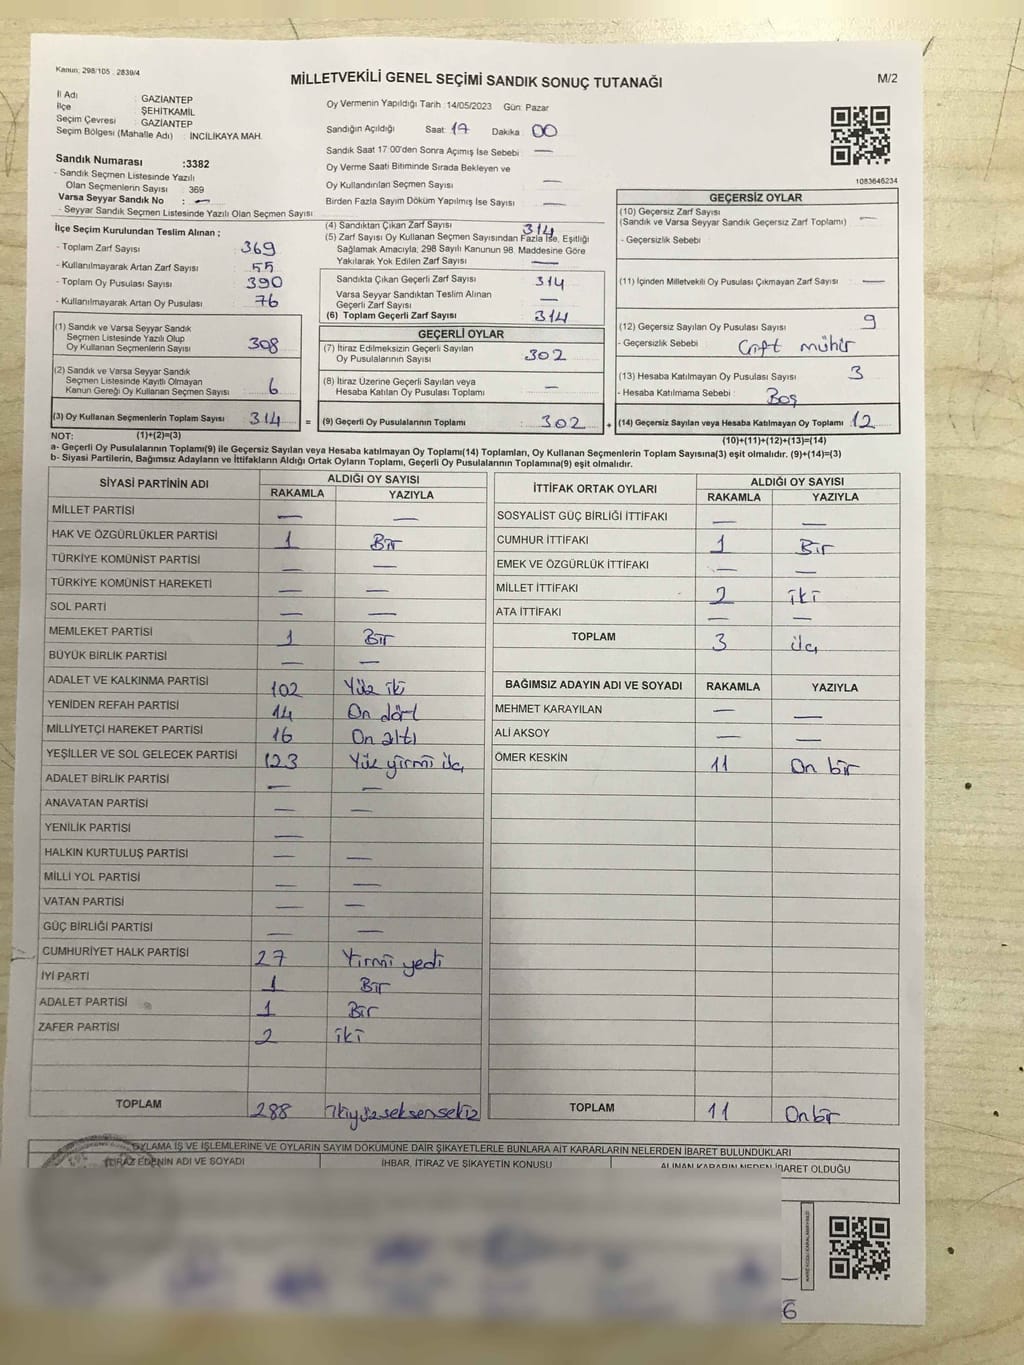 Kanun: 298/105 2839/4
MİLLETVEKİLİ GENEL SEÇİMİ SANDIK SONUÇ TUTANAĞI
M/2
İl Adı : GAZİANTEP
İlçe : ŞEHİTKAMİL
Seçim Çevresi : GAZİANTEP
Seçim Bölgesi (Mahalle Adı) İNCİLİKAYA MAH.
Sandık Numarası :3382
- Sandık Seçmen Listesinde Yazılı
Olan Seçmenlerin Sayısı : 369
Varsa Seyyar Sandık No : —
- Seyyar Sandık Seçmen Listesinde Yazılı Olan Seçmen Sayısı
Oy Vermenin Yapıldığı Tarih : 14/05/2023 Gün: Pazar
Sandığın Açıldığı Saat: 17 Dakika : 00
Sandık Saat 17:00'den Sonra Açımış İse Sebebi : —
Oy Verme Saati Bitiminde Sırada Bekleyen ve
Oy Kullandırılan Seçmen Sayısı —
Birden Fazla Sayım Döküm Yapılmış İse Sayısı —
1083646234
İlçe Seçim Kurulundan Teslim Alınan ;
- Toplam Zarf Sayısı : 369
- Kullanılmayarak Artan Zarf Sayısı : 55
- Toplam Oy Pusulası Sayısı : 390
- Kullanılmayarak Artan Oy Pusulası : 76
(1) Sandık ve Varsa Seyyar Sandık
Seçmen Listesinde Yazılı Olup
Oy Kullanan Seçmenlerin Sayısı 308
(2) Sandık ve Varsa Seyyar Sandık
Seçmen Listesinde Kayıtlı Olmayan
Kanun Gereği Oy Kullanan Seçmen Sayısı : 6
(3) Oy Kullanan Seçmenlerin Toplam Sayısı 314 =
(1)+(2)=(3)
(4) Sandıktan Çıkan Zarf Sayısı 314
(5) Zarf Sayısı Oy Kullanan Seçmen Sayısından Fazla İse, Eşitliği
Sağlamak Amacıyla; 298 Sayılı Kanunun 98. Maddesine Göre
Yakılarak Yok Edilen Zarf Sayısı : —
Sandıkta Çıkan Geçerli Zarf Sayısı : 314
Varsa Seyyar Sandıktan Teslim Alınan
Geçerli Zarf Sayısı —
(6) Toplam Geçerli Zarf Sayısı : 314
GEÇERLİ OYLAR
(7) İtiraz Edilmeksizin Geçerli Sayılan
Oy Pusulalarının Sayısı : 302
(8) İtiraz Üzerine Geçerli Sayılan veya
Hesaba Katılan Oy Pusulası Toplamı : —
(9) Geçerli Oy Pusulalarının Toplamı : 302 +
GEÇERSİZ OYLAR
(10) Geçersiz Zarf Sayısı
(Sandık ve Varsa Seyyar Sandık Geçersiz Zarf Toplamı) : —
- Geçersizlik Sebebi
(11) İçinden Milletvekili Oy Pusulası Çıkmayan Zarf Sayısı : —
(12) Geçersiz Sayılan Oy Pusulası Sayısı : 9
- Geçersizlik Sebebi : Çift mühür
(13) Hesaba Katılmayan Oy Pusulası Sayısı : 3
- Hesaba Katılmama Sebebi : Boş
(14) Geçersiz Sayılan veya Hesaba Katılmayan Oy Toplamı : 12
(10)+(11)+(12)+(13)=(14)
NOT:
a- Geçerli Oy Pusulalarının Toplam(9) ile Geçersiz Sayılan veya Hesaba katılmayan Oy Toplamı(14) Toplamları, Oy Kullanan Seçmenlerin Toplam Sayısına(3) eşit olmalıdır. (9)+(14)=(3)
b- Siyasi Partilerin, Bağımsız Adayların ve İttifakların Aldığı Ortak Oyların Toplamı, Geçerli Oy Pusulalarının Toplamına(9) eşit olmalıdır.
SİYASİ PARTİNİN ADI ALDIĞI OY SAYISI
RAKAMLA YAZIYLA
MİLLET PARTİSİ — —
HAK VE ÖZGÜRLÜKLER PARTİSİ 1 Bir
TÜRKİYE KOMÜNİST PARTİSİ — —
TÜRKİYE KOMÜNİST HAREKETİ — —
SOL PARTİ — —
MEMLEKET PARTİSİ 1 Bir
BÜYÜK BİRLİK PARTİSİ — —
ADALET VE KALKINMA PARTİSİ 102 Yüz iki
YENİDEN REFAH PARTİSİ 14 On dört
MİLLİYETÇİ HAREKET PARTİSİ 16 On altı
YEŞİLLER VE SOL GELECEK PARTİSİ 123 Yüz yirmi üç
ADALET BİRLİK PARTİSİ — —
ANAVATAN PARTİSİ — —
YENİLİK PARTİSİ —
HALKIN KURTULUŞ PARTİSİ — —
MİLLİ YOL PARTİSİ — —
VATAN PARTİSİ — —
GÜÇ BİRLİĞİ PARTİSİ — —
CUMHURİYET HALK PARTİSİ 27 Yirmi yedi
İYİ PARTİ 1 Bir
ADALET PARTİSİ 1 Bir
ZAFER PARTİSİ 2 iki
TOPLAM 288 ikiyüzseksensekiz
İTTİFAK ORTAK OYLARI ALDIĞI OY SAYISI
RAKAMLA YAZIYLA
SOSYALİST GÜÇ BİRLİĞİ İTTİFAKI — —
CUMHUR İTTİFAKI 1 Bir
EMEK VE ÖZGÜRLÜK İTTİFAKI — —
MİLLET İTTİFAKI 2 iki
ATA İTTİFAKI — —
TOPLAM 3 üç
BAĞIMSIZ ADAYIN ADI VE SOYADI RAKAMLA YAZIYLA
MEHMET KARAYILAN — —
ALİ AKSOY — —
ÖMER KESKİN 11 On bir
TOPLAM 11 Onbir
OYLAMA İŞ VE İŞLEMLERİNE VE OYLARIN SAYIM DÖKÜMÜNE DAİR ŞİKAYETLERLE BUNLARA AİT KARARLARIN NELERDEN İBARET BULUNDUKLARI
İTİRAZ EDENİN ADI VE SOYADI İHBAR, İTİRAZ VE ŞİKAYETİN KONUSU ALINAN KARARIN NEDEN İBARET OLDUĞU
6